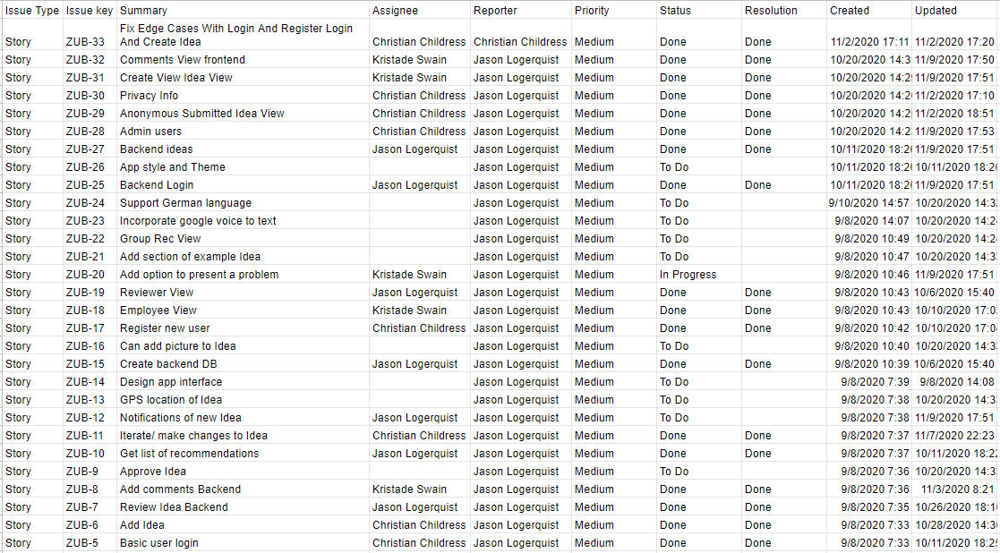 Issue Type Issue key Summary Assignee Reporter Priority Status Resolution Created Updated
Fix Edge Cases With Login And Register Login
Story ZUB-33 And Create Idea Christian Childress Christian Childress Medium Done Done 11/2/2020 17:11 11/2/2020 17:20
Story ZUB-32 Comments View frontend Kristade Swain Jason Logerquist Medium Done Done 10/20/2020 14:3 11/9/2020 17:50
Story ZUB-31 Create View Idea View Kristade Swain Jason Logerquist Medium Done Done 10/20/2020 14:2 11/9/2020 17:51
Story ZUB-30 Privacy Info Christian Childress Jason Logerquist Medium Done Done 10/20/2020 14:2 11/2/2020 17:10
Story ZUB-29 Anonymous Submitted Idea View Christian Childress Jason Logerquist Medium Done Done 10/20/2020 14:2 11/2/2020 18:51
Story ZUB-28 Admin users Christian Childress Jason Logerquist Medium Done Done 10/20/2020 14:2 11/9/2020 17:53
Story ZUB-27 Backend ideas Jason Logerquist Jason Logerquist Medium Done Done 10/11/2020 18:2 11/9/2020 17:51
Story ZUB-26 App style and Theme Jason Logerquist Medium To Do 10/11/2020 18:2 10/11/2020 18:26
Story ZUB-25 Backend Login Jason Logerquist Jason Logerquist Medium Done Done 10/11/2020 18:2 11/9/2020 17:51
Story ZUB-24 Support German language Jason Logerquist Medium To Do 9/10/2020 14:57 10/20/2020 14:3
Story ZUB-23 Incorporate google voice to text Jason Logerquist Medium To Do 9/8/2020 14:07 10/20/2020 14:2
Story ZUB-22 Group Rec View Jason Logerquist Medium To Do 9/8/2020 10:49 10/20/2020 14:2
Story ZUB-21 Add section of example Idea Jason Logerquist Medium To Do 9/8/2020 10:47 10/20/2020 14:3
Story ZUB-20 Add option to present a problem Kristade Swain Jason Logerquist Medium In Progress 9/8/2020 10:46 11/9/2020 17:51
Story ZUB-19 Reviewer View Jason Logerquist Jason Logerquist Medium Done Done 9/8/2020 10:43 10/6/2020 15:40
Story ZUB-18 Employee View Kristade Swain Jason Logerquist Medium Done Done 9/8/2020 10:43 10/10/2020 17:0
Story ZUB-17 Register new user Christian Childress Jason Logerquist Medium Done Done 9/8/2020 10:42 10/10/2020 17:0
Story ZUB-16 Can add picture to Idea Jason Logerquist Medium To Do 9/8/2020 10:40 10/20/2020 14:3
Story ZUB-15 Create backend DB Jason Logerquist Jason Logerquist Medium Done Done 9/8/2020 10:39 10/6/2020 15:40
Story ZUB-14 Design app interface Jason Logerquist Medium To Do 9/8/2020 7:39 9/8/2020 14:08
Story ZUB-13 GPS location of Idea Jason Logerquist Medium To Do 9/8/2020 7:38 10/20/2020 14:3
Story ZUB-12 Notifications of new Idea Jason Logerquist Jason Logerquist Medium To Do 9/8/2020 7:38 11/9/2020 17:51
Story ZUB-11 Iterate/ make changes to Idea Christian Childress Jason Logerquist Medium Done Done 9/8/2020 7:37 11/7/2020 22:23
Story ZUB-10 Get list of recommendations Jason Logerquist Jason Logerquist Medium Done Done 9/8/2020 7:37 10/11/2020 18:2
Story ZUB-9 Approve Idea Jason Logerquist Medium To Do 9/8/2020 7:36 10/20/2020 14:3
Story ZUB-8 Add comments Backend Kristade Swain Jason Logerquist Medium Done Done 9/8/2020 7:36 11/3/2020 8:21
Story ZUB-7 Review Idea Backend Jason Logerquist Jason Logerquist Medium Done Done 9/8/2020 7:35 10/26/2020 18:1
Story ZUB-6 Add Idea Christian Childress Jason Logerquist Medium Done Done 9/8/2020 7:33 10/28/2020 14:3
Story ZUB-5 Basic user login Christian Childress Jason Logerquist Medium Done Done 9/8/2020 7:33 10/11/2020 18:2